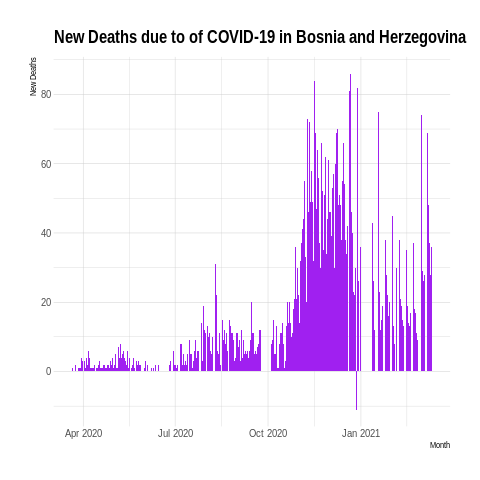 New Deaths due to of COVID-19 in Bosnia and Herzegovina
New Deaths
80
60
40
20
0
Apr 2020 Jul 2020 Oct 2020 Jan 2021
Month